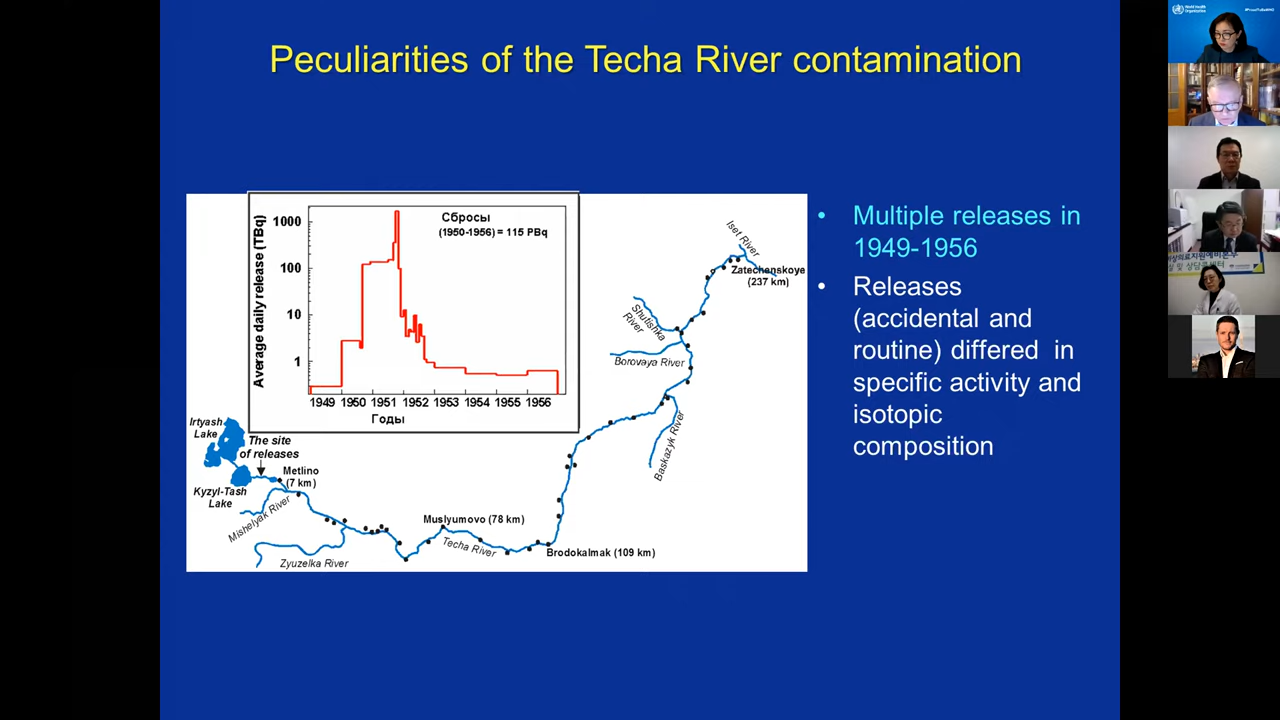 Peculiarities of the Techa River contamination
World Health
Organization
#ProudToBeWHO
Average daily release (TBq)
1000
100
10
1
Сбросы
(1950-1956) = 115 PBq
1949 1950 1951 1952 1953 1954 1955 1956
Годы
Iset River
Zatechenskoye
(237 km)
Shutishka
River
Borovaya River
Baskazyk River
Irtyash
Lake
The site
of releases
Metlino
(7 km)
Kyzyl-Tash
Lake
Mishelyak River
Muslyumovo (78 km)
Techa River
Brodokalmak (109 km)
Zyuzelka River
• Multiple releases in
1949-1956
• Releases
(accidental and
routine) differed in
specific activity and
isotopic
composition